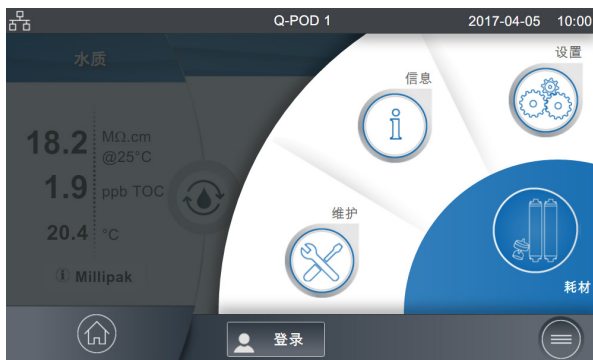 Q-POD 1
2017-04-05 10:00
水质
设置
信息
18.2 MΩ.cm
@25°C
1.9 ppb TOC
维护
20.4 °C
Millipak
耗材
登录